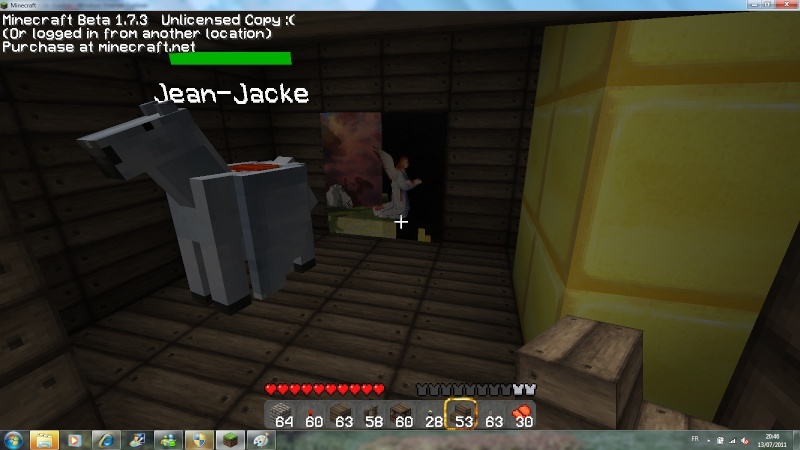 Minecraft
Minecraft Beta 1.7.3 Unlicensed Copy :(
(Or logged in from another location)
Purchase at minecraft.net
Jean-Jacke
64 60 63 58 60 28 53 63 30
FR
20:46
13/07/2011